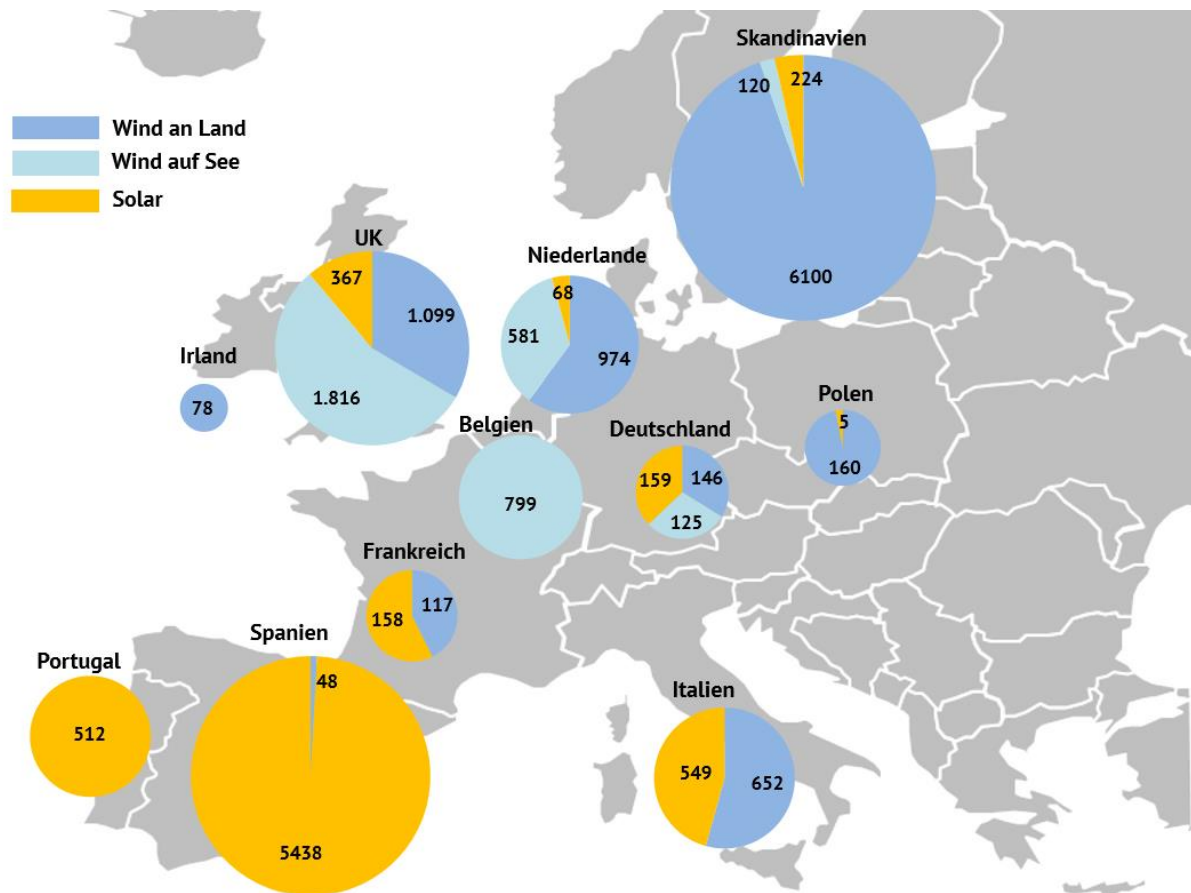 Skandinavien
120
224
6100
Wind an Land
Wind auf See
Solar
UK
367
1.099
1.816
Niederlande
68
581
974
Irland
78
Polen
5
160
Belgien
799
Deutschland
159
146
125
Frankreich
117
158
Spanien
48
5438
Portugal
512
Italien
549
652